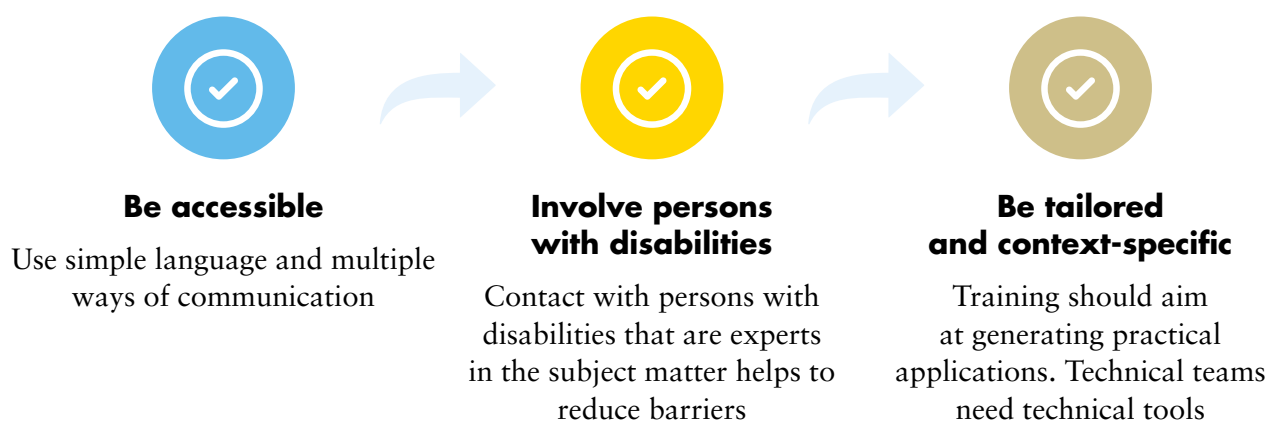 Be accessible
Use simple language and multiple
ways of communication
Involve persons
with disabilities
Contact with persons with
disabilities that are experts
in the subject matter helps to
reduce barriers
Be tailored
and context-specific
Training should aim
at generating practical
applications. Technical teams
need technical tools